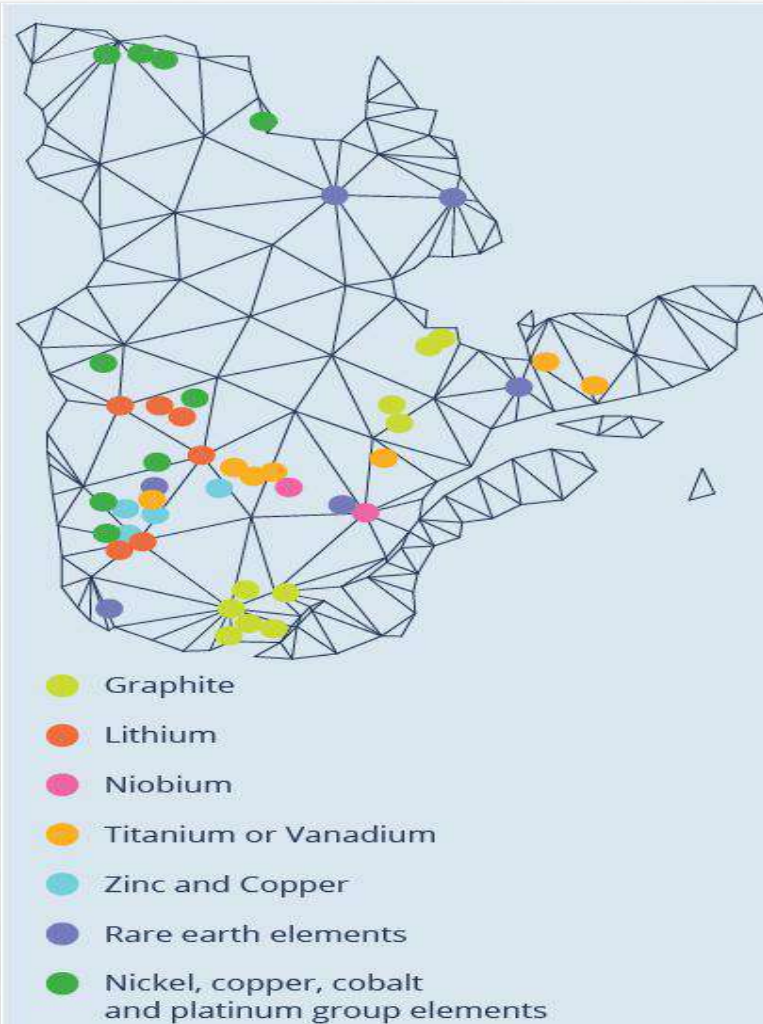 Graphite
Lithium
Niobium
Titanium or Vanadium
Zinc and Copper
Rare earth elements
Nickel, copper, cobalt
and platinum group elements